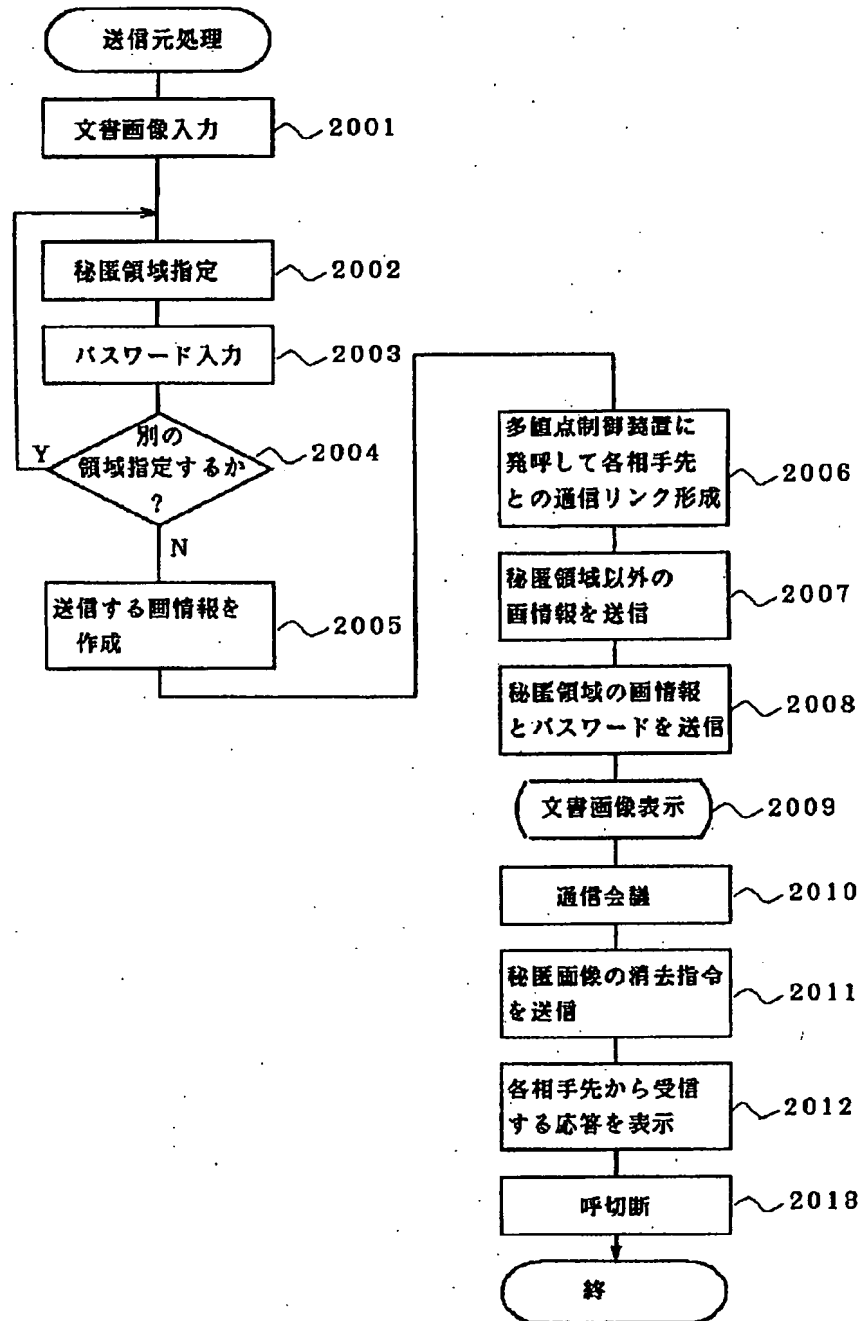 送信元処理
文書画像入力
2001
秘匿領域指定
2002
パスワード入力
2003
別の
領域指定するか
?
2004
Y
N
送信する画情報を
作成
2005
多値点制御装置に
発呼して各相手先
との通信リンク形成
2006
秘匿領域以外の
画情報を送信
2007
秘匿領域の画情報
とパスワードを送信
2008
文書画像表示
2009
通信会議
2010
秘匿画像の消去指令
を送信
2011
各相手先から受信
する応答を表示
2012
呼切断
2018
終